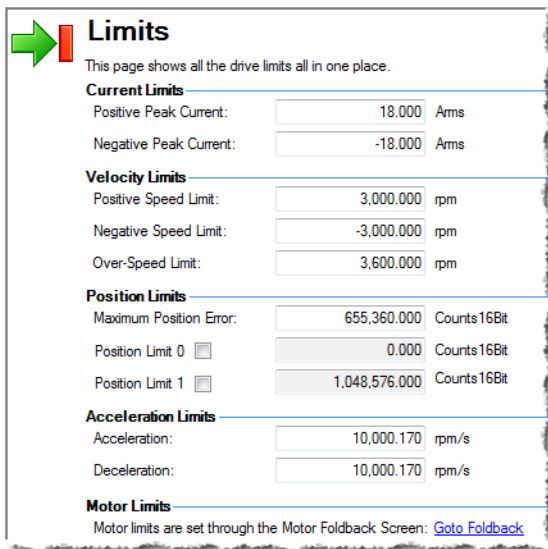 Limits
This page shows all the drive limits all in one place.
Current Limits
Positive Peak Current: 18.000 Arms
Negative Peak Current: -18.000 Arms
Velocity Limits
Positive Speed Limit: 3,000.000 rpm
Negative Speed Limit: -3,000.000 rpm
Over-Speed Limit: 3,600.000 rpm
Position Limits
Maximum Position Error: 655,360.000 Counts16Bit
Position Limit 0 0.000 Counts16Bit
Position Limit 1 1,048,576.000 Counts16Bit
Acceleration Limits
Acceleration: 10,000.170 rpm/s
Deceleration: 10,000.170 rpm/s
Motor Limits
Motor limits are set through the Motor Foldback Screen: Goto Foldback